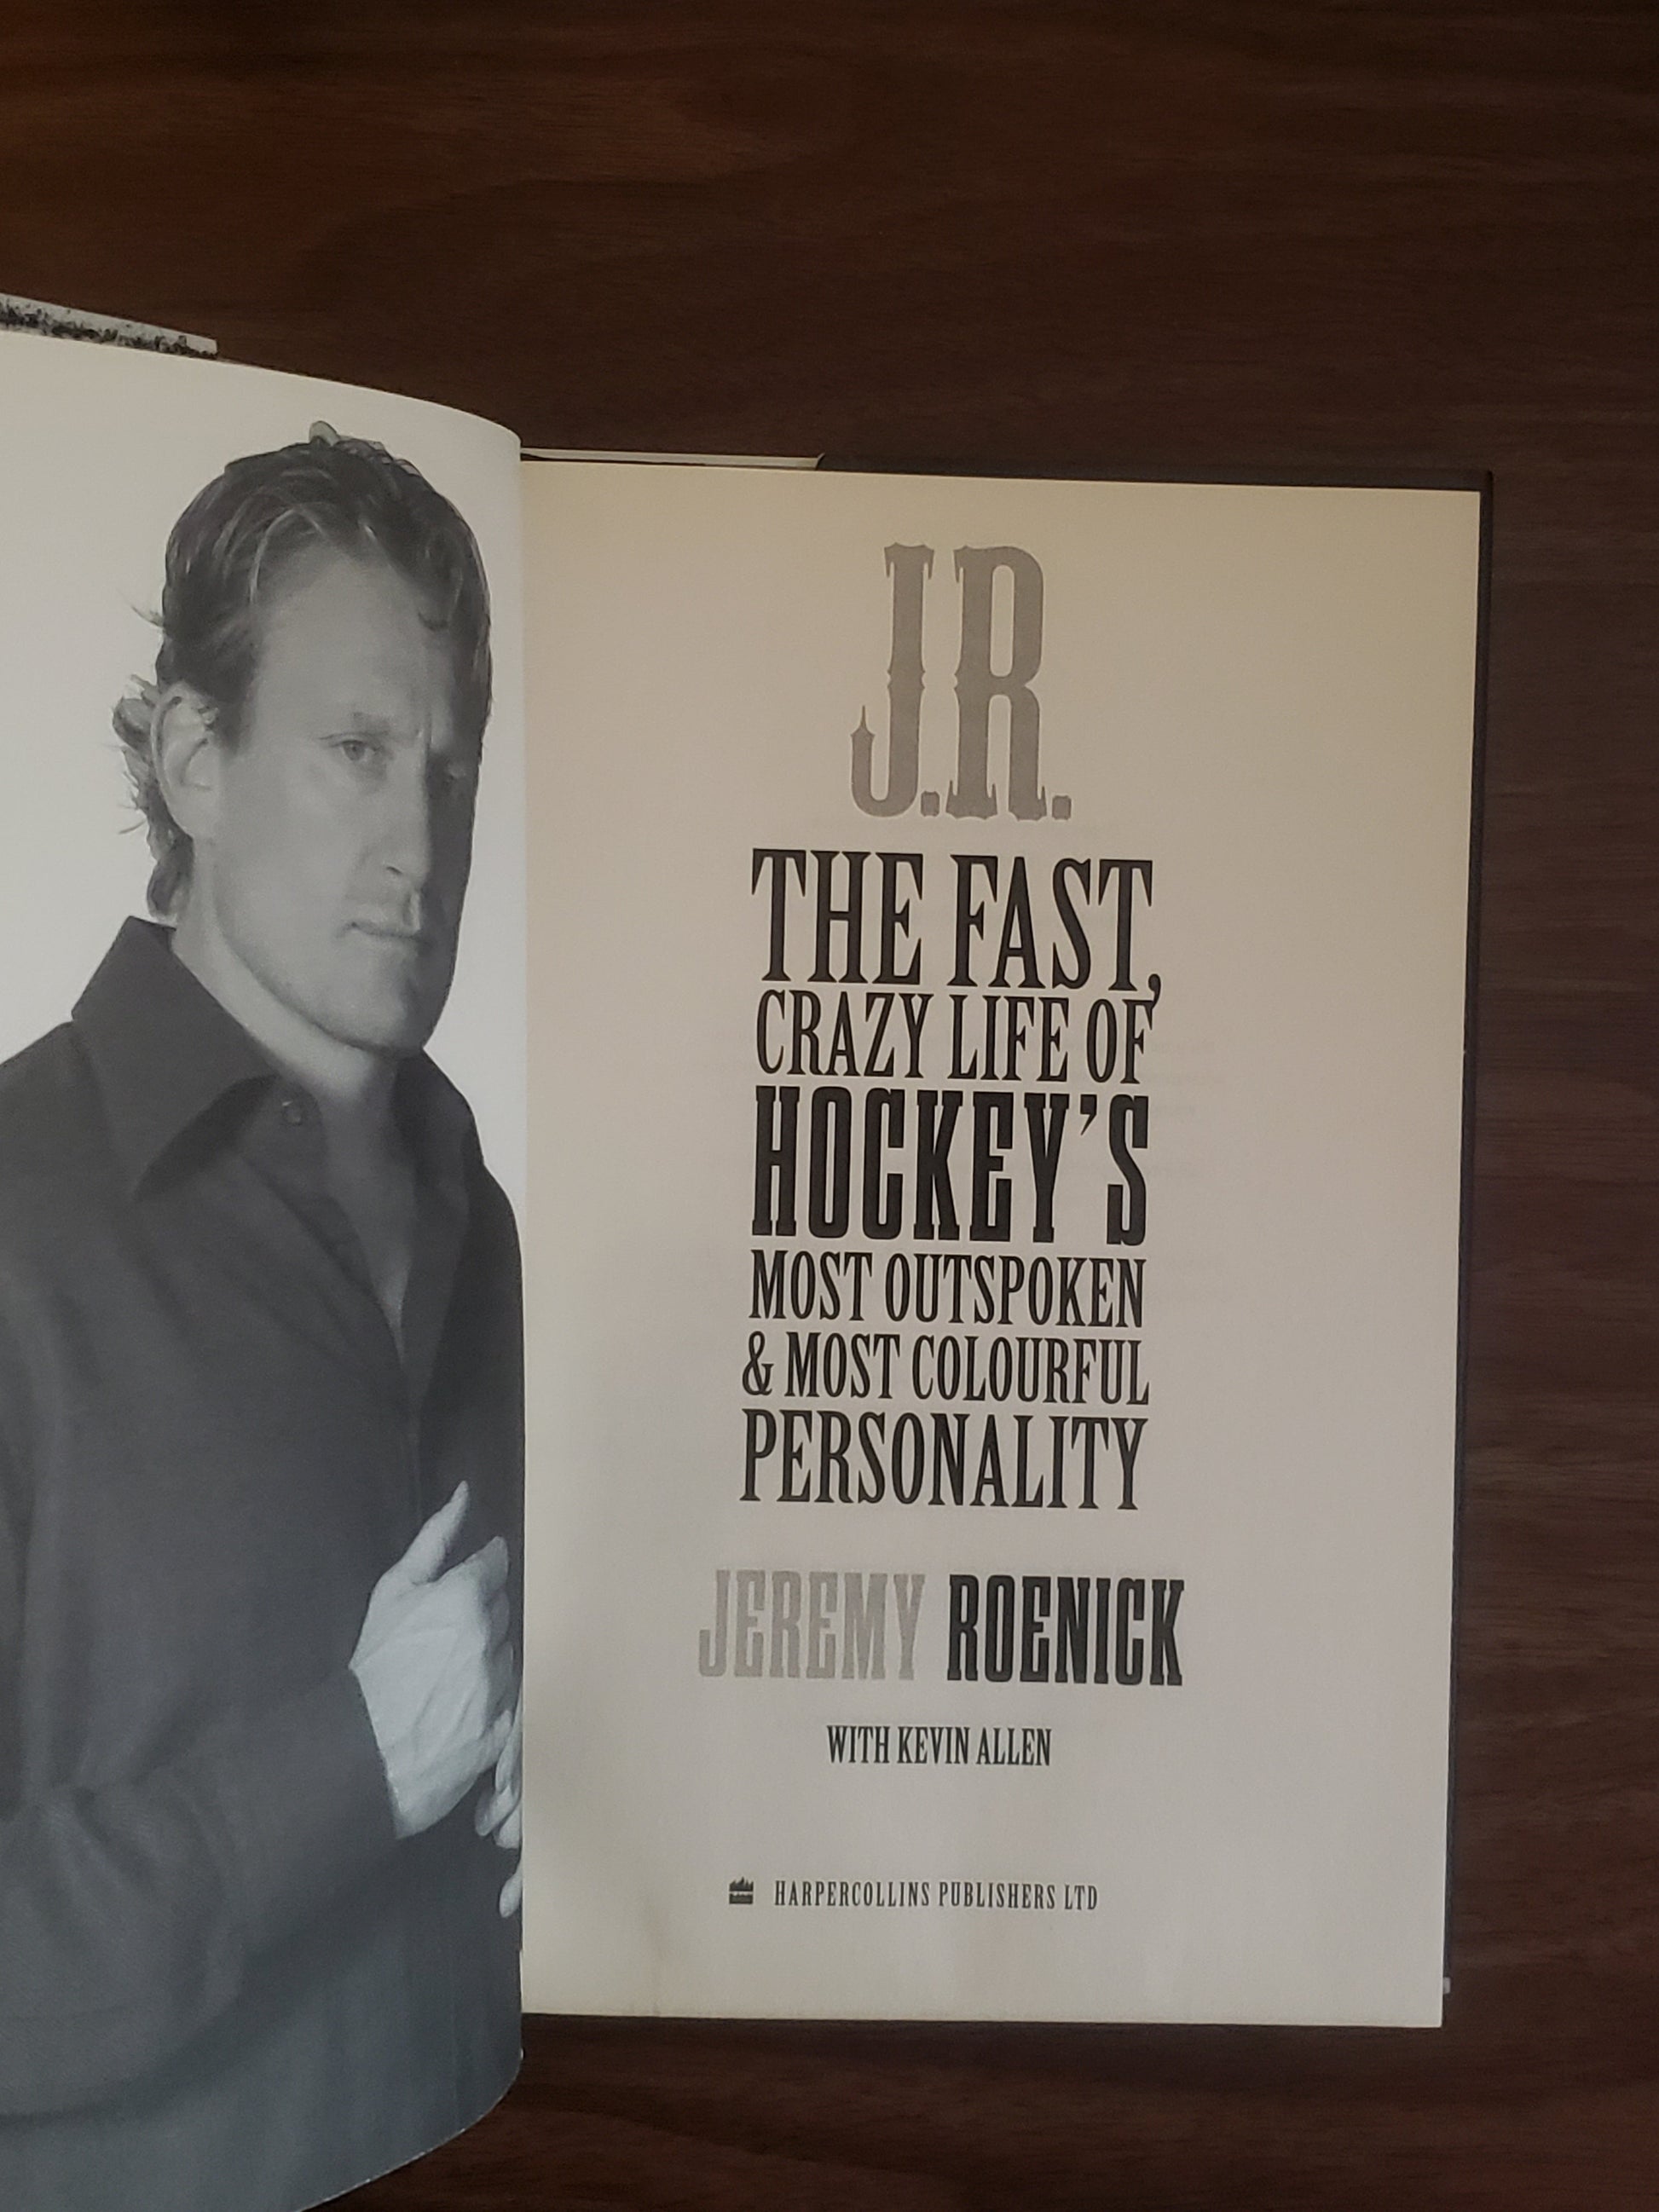 J.R.
THE FAST,
CRAZY LIFE OF
HOCKEY'S
MOST OUTSPOKEN
& MOST COLOURFUL
PERSONALITY
JEREMY ROENICK
WITH KEVIN ALLEN
HARPERCOLLINS PUBLISHERS LTD